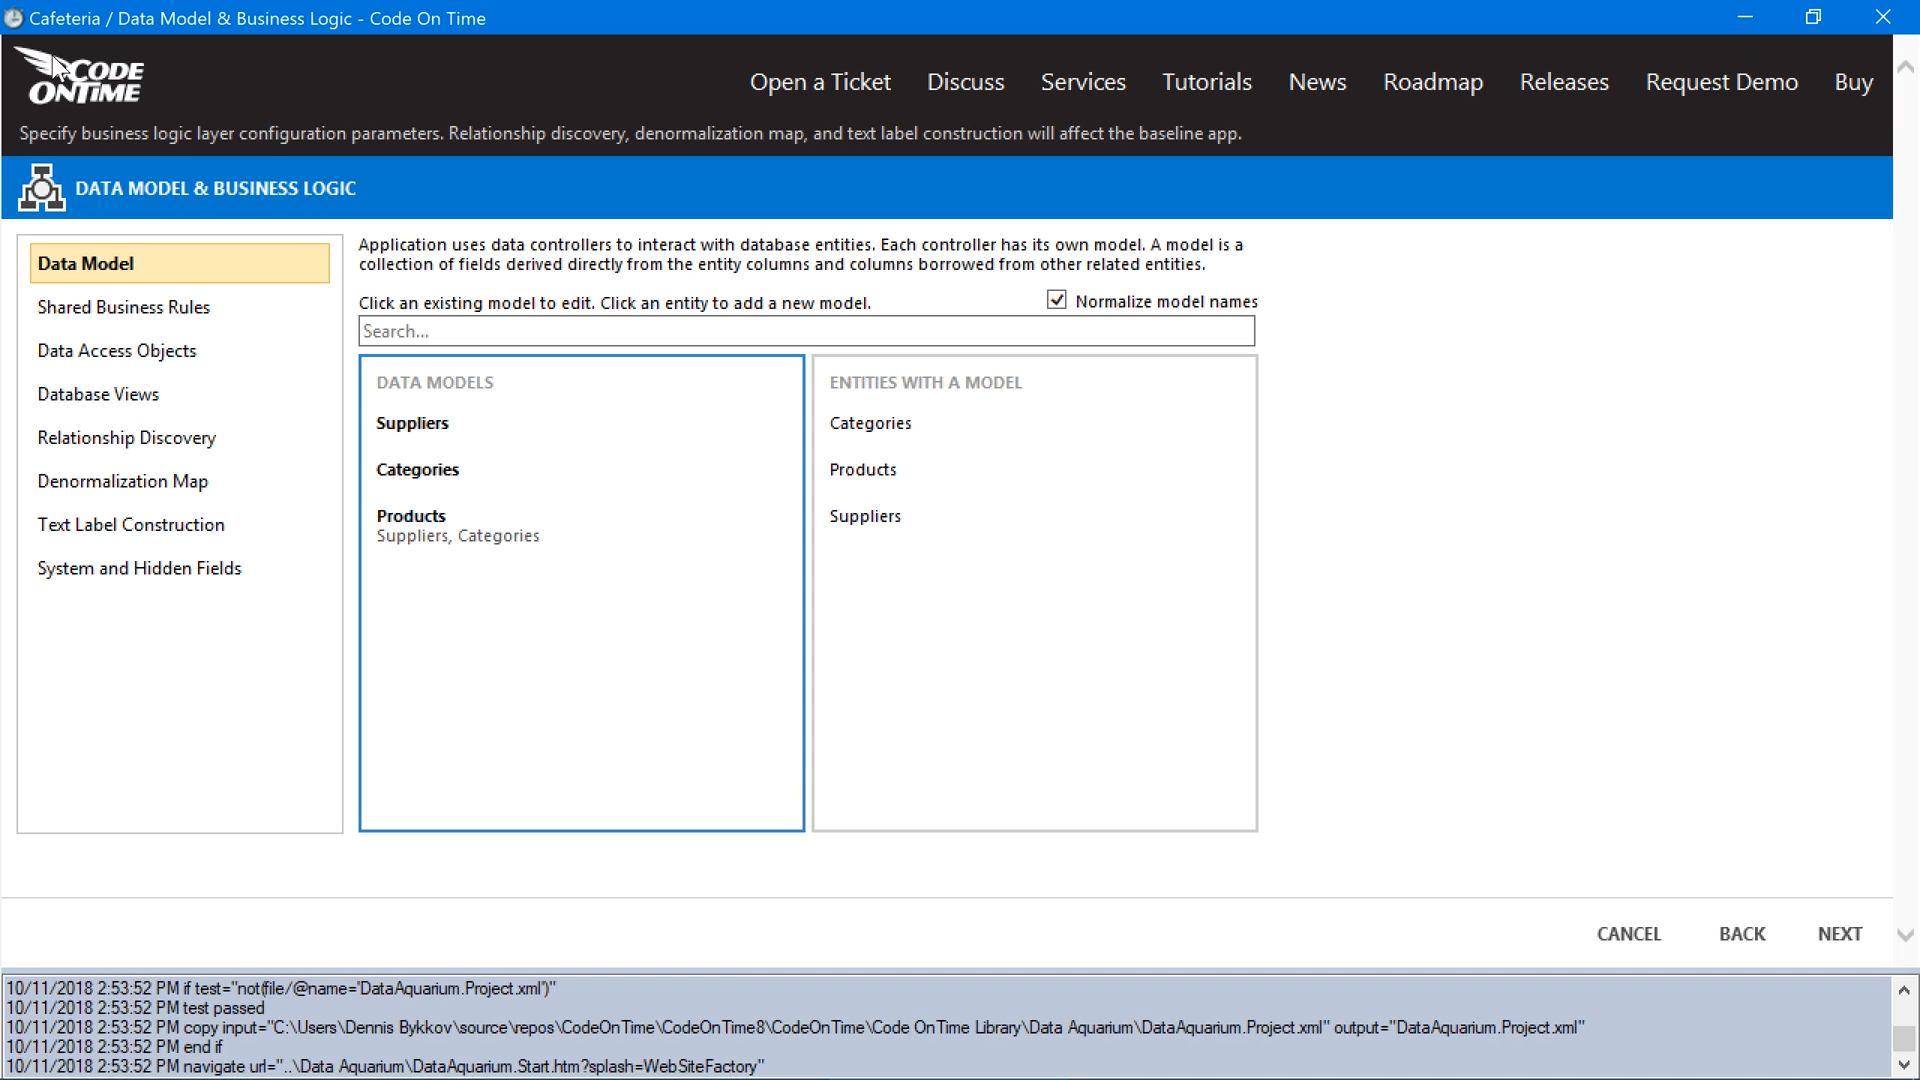 Cafeteria / Data Model & Business Logic - Code On Time
CODE
ONTIME
Open a Ticket Discuss Services Tutorials News Roadmap Releases Request Demo Buy
Specify business logic layer configuration parameters. Relationship discovery, denormalization map, and text label construction will affect the baseline app.
DATA MODEL & BUSINESS LOGIC
Data Model
Shared Business Rules
Data Access Objects
Database Views
Relationship Discovery
Denormalization Map
Text Label Construction
System and Hidden Fields
Application uses data controllers to interact with database entities. Each controller has its own model. A model is a
collection of fields derived directly from the entity columns and columns borrowed from other related entities.
Click an existing model to edit. Click an entity to add a new model.
Normalize model names
Search...
DATA MODELS
Suppliers
Categories
Products
Suppliers, Categories
ENTITIES WITH A MODEL
Categories
Products
Suppliers
CANCEL BACK NEXT
10/11/2018 2:53:52 PM if test="not(file/@name='DataAquarium.Project.xml')"
10/11/2018 2:53:52 PM test passed
10/11/2018 2:53:52 PM copy input="C:\Users\Dennis Bykkov\source\repos\CodeOnTime\CodeOnTime8\CodeOnTime\Code OnTime Library\Data Aquarium\DataAquarium.Project.xml" output="DataAquarium.Project.xml"
10/11/2018 2:53:52 PM end if
10/11/2018 2:53:52 PM navigate url="..\Data Aquarium\DataAquarium.Start.htm?splash=WebSiteFactory"